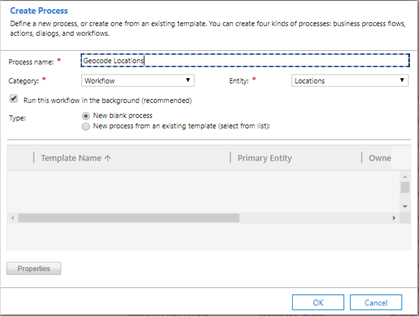 Create Process
Define a new process, or create one from an existing template. You can create four kinds of processes: business process flows,
actions, dialogs, and workflows.
Process name: * Geocode Locations
Category: * Workflow Entity: * Locations
Run this workflow in the background (recommended)
Type: New blank process
New process from an existing template (select from list):
Template Name ↑ Primary Entity Owne
Properties
OK Cancel